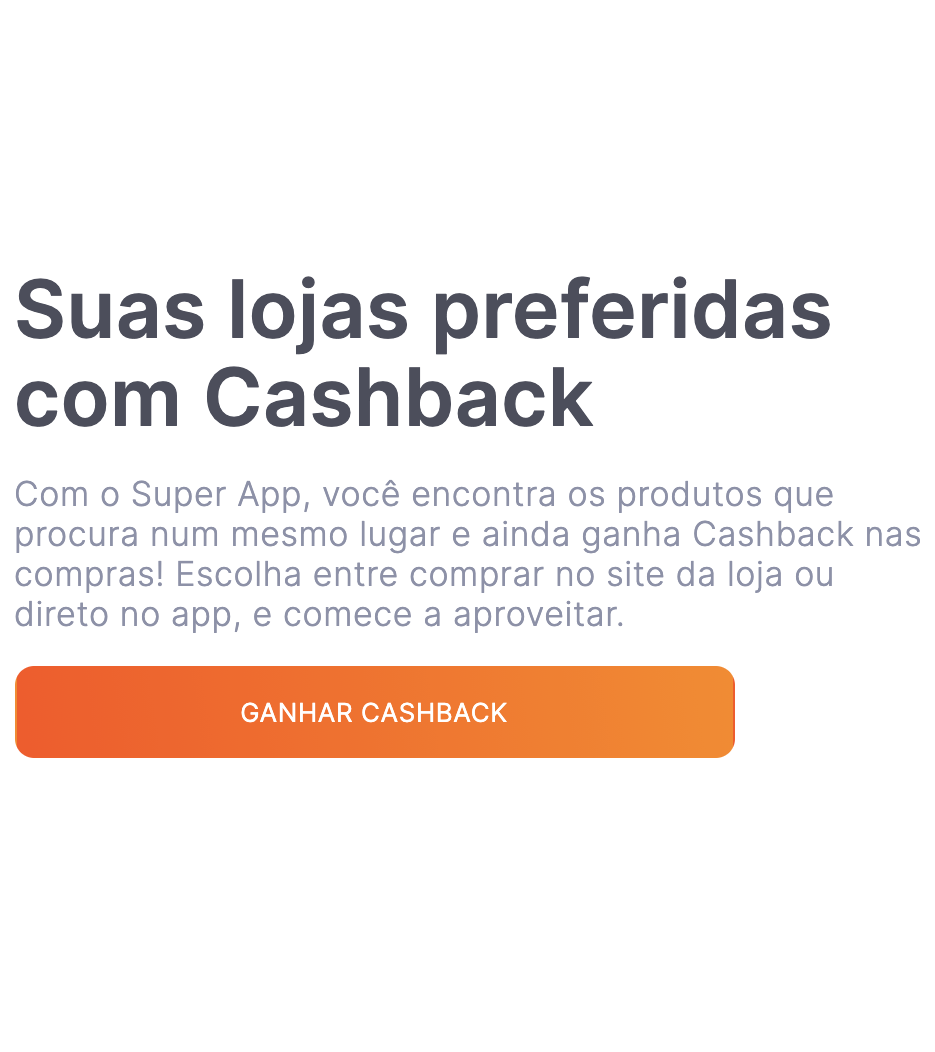 Suas lojas preferidas
com Cashback
Com o Super App, você encontra os produtos que
procura num mesmo lugar e ainda ganha Cashback nas
compras! Escolha entre comprar no site da loja ou
direto no app, e comece a aproveitar.
GANHAR CASHBACK